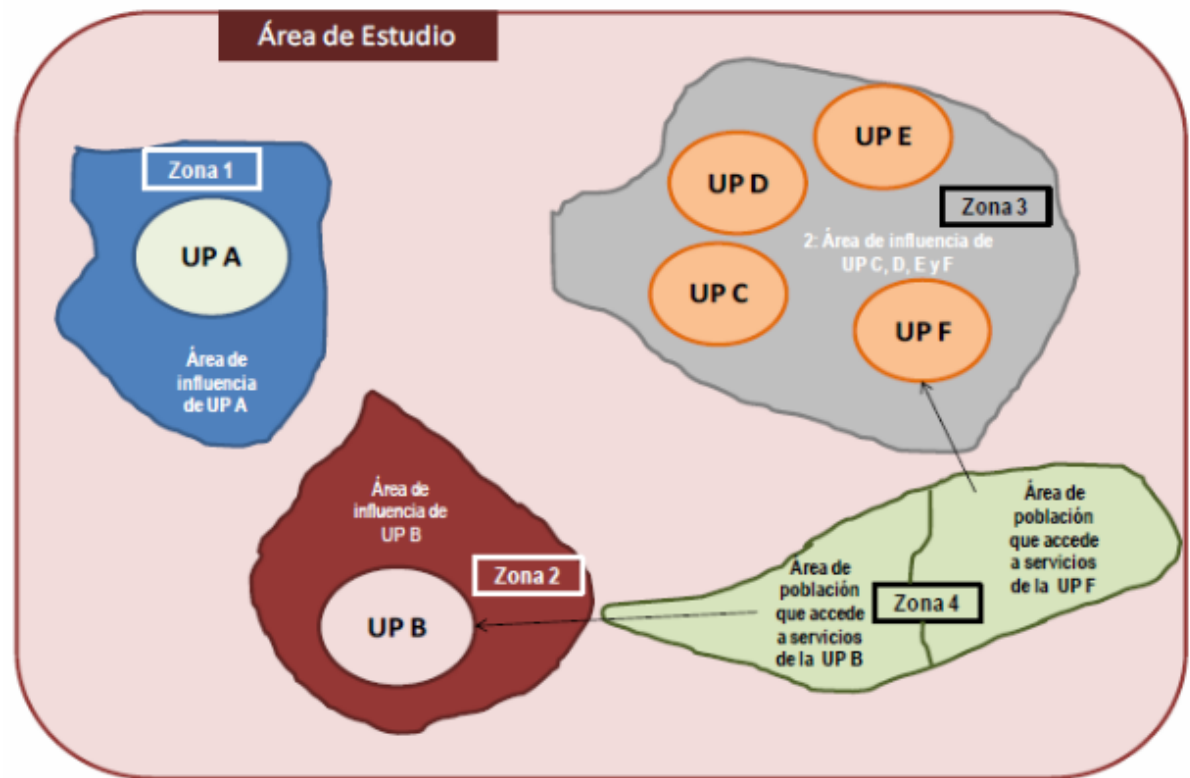 Área de Estudio
Zona 1
UP A
Área de
influencia
de UP A
UP E
UP D
Zona 3
2: Área de influencia de
UP C, D, E y F
UP C
UP F
Área de
influencia de
UP B
Zona 2
UP B
Área de
población
que accede
a servicios
de la UP B
Zona 4
Área de
población
que accede
a servicios
de la UP F